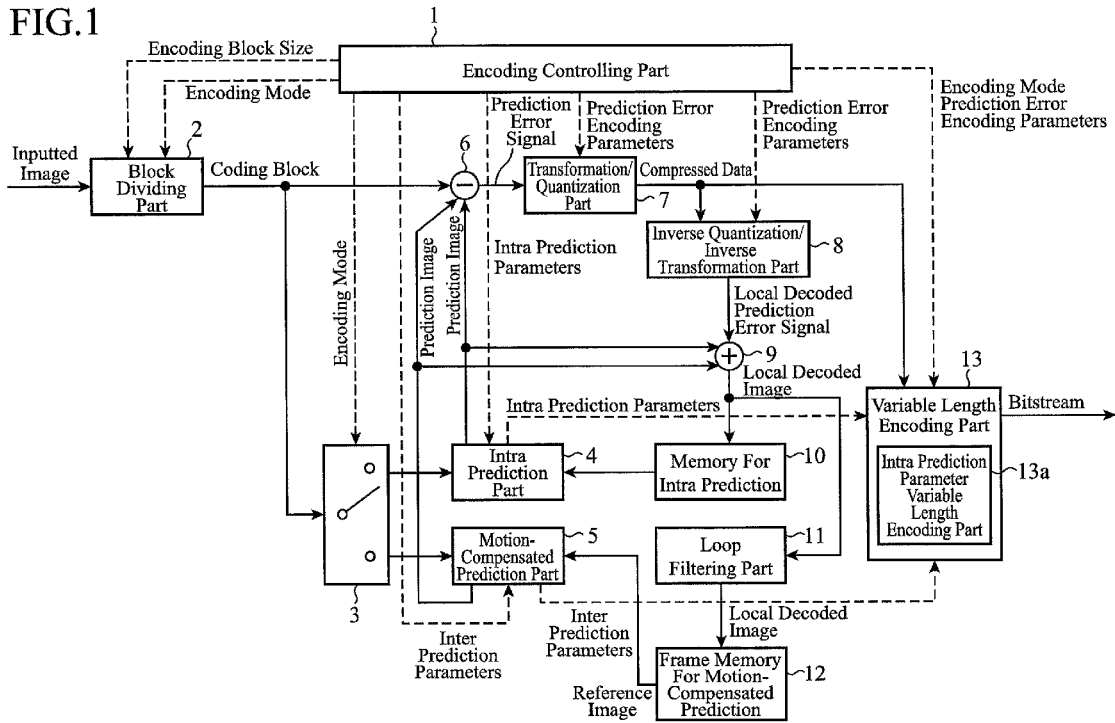 FIG.1
1
Encoding Controlling Part
Encoding Block Size
Encoding Mode
Inputted
Image
2
Block
Dividing
Part
Coding Block
6
−
Prediction
Error
Signal
Prediction Error
Encoding
Parameters
Prediction Error
Encoding
Parameters
Encoding Mode
Prediction Error
Encoding Parameters
Transformation/
Quantization
Part
7
Compressed Data
Inverse Quantization/
Inverse
Transformation Part
8
Encoding Mode
Prediction Image
Prediction Image
Intra Prediction
Parameters
Local Decoded
Prediction
Error Signal
+
9
Local Decoded
Image
Intra Prediction Parameters
13
Variable Length
Encoding Part
Bitstream
Intra Prediction
Parameter
Variable
Length
Encoding Part
13a
3
Intra
Prediction
Part
4
Memory For
Intra Prediction
10
Motion-
Compensated
Prediction Part
5
Loop
Filtering Part
11
Inter
Prediction
Parameters
Inter
Prediction
Parameters
Local Decoded
Image
Reference
Image
Frame Memory
For Motion-
Compensated
Prediction
12